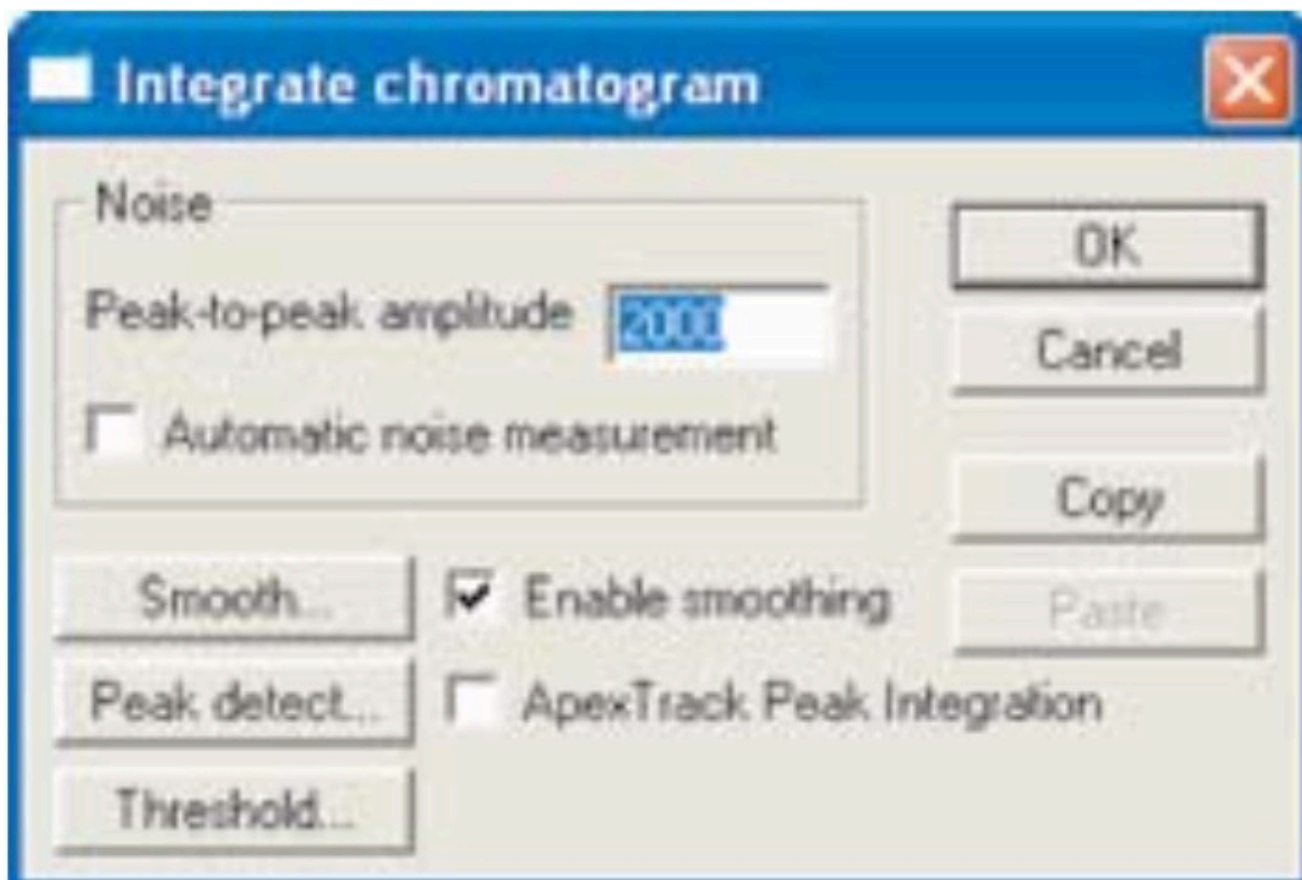 Integrate chromatogram
Noise
Peak-to-peak amplitude 2000
Automatic noise measurement
OK
Cancel
Copy
Paste
Smooth...
Enable smoothing
Peak detect...
ApexTrack Peak Integration
Threshold...